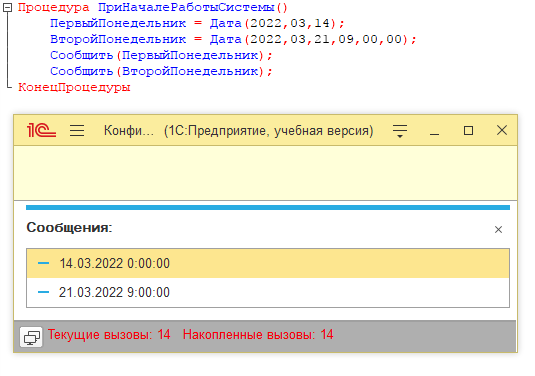 Процедура ПриНачалеРаботыСистемы()
ПервыйПонедельник = Дата(2022,03,14);
ВторойПонедельник = Дата(2022,03,21,09,00,00);
Сообщить(ПервыйПонедельник);
Сообщить(ВторойПонедельник);
КонецПроцедуры
1С Конфи... (1С:Предприятие, учебная версия)
Сообщения:
14.03.2022 0:00:00
21.03.2022 9:00:00
Текущие вызовы: 14 Накопленные вызовы: 14